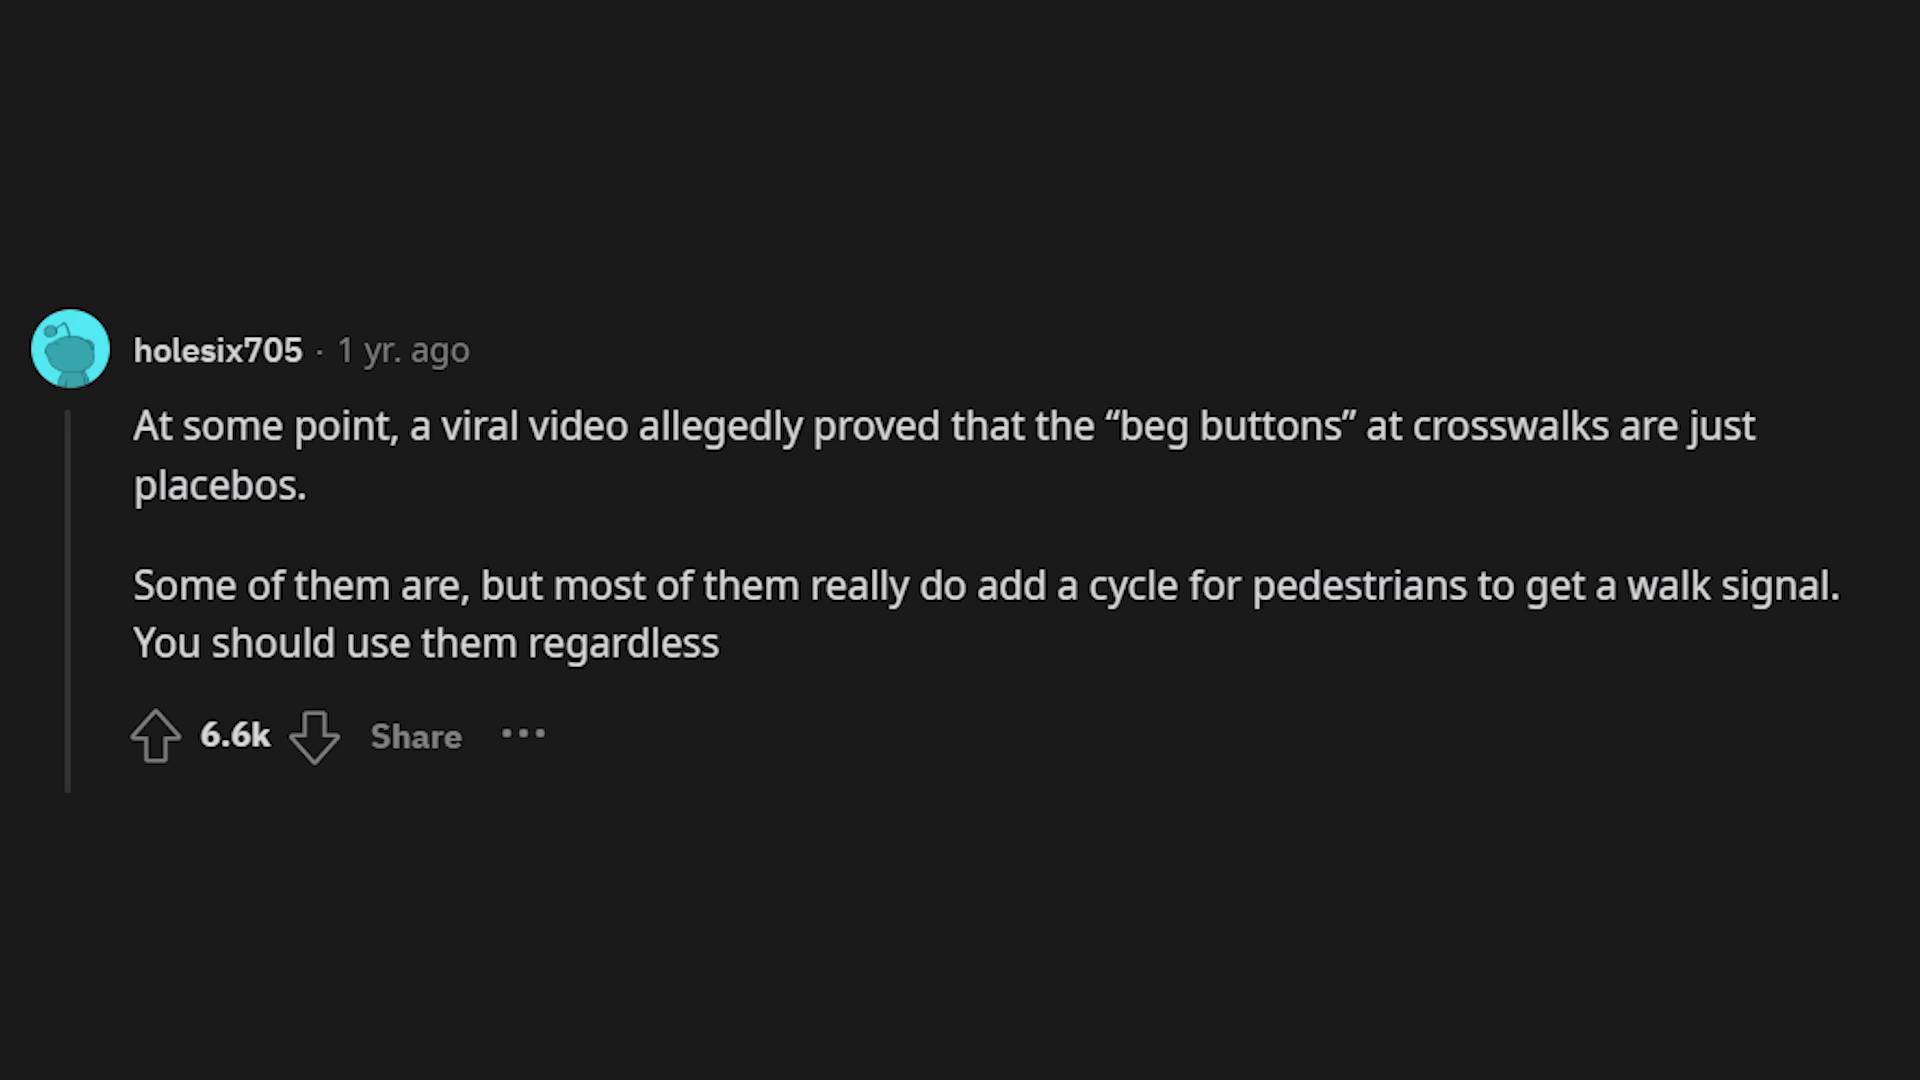 holesix705 · 1 yr. ago
At some point, a viral video allegedly proved that the “beg buttons” at crosswalks are just
placebos.
Some of them are, but most of them really do add a cycle for pedestrians to get a walk signal.
You should use them regardless
6.6k Share ···